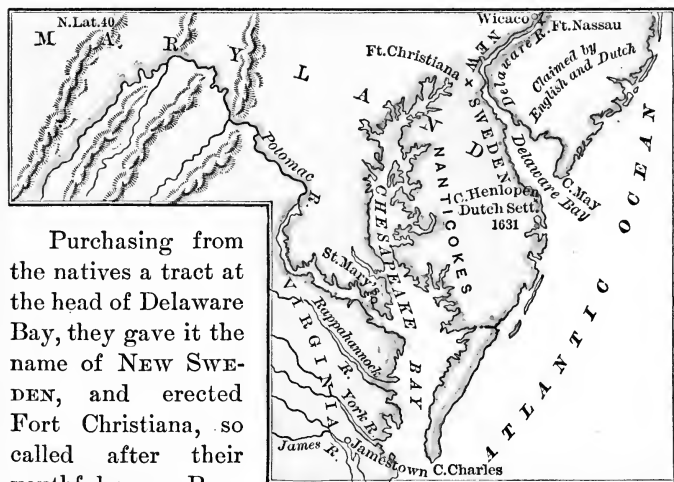 N.Lat.40
MARYLAND
Wicaco
Ft. Nassau
Ft. Christiana
NEW SWEDEN
Delaware R.
Claimed by
English and Dutch
Potomac R.
CHESAPEAKE BAY
NANTICOKES
C. Henlopen
Dutch Sett.
1631
Delaware Bay
C. May
ATLANTIC OCEAN
St. Mary's
VIRGINIA
Rappahannock
R.
York R.
James
R.
Jamestown
C. Charles
Purchasing from
the natives a tract at
the head of Delaware
Bay, they gave it the
name of NEW SWE-
DEN, and erected
Fort Christiana, so
called after their